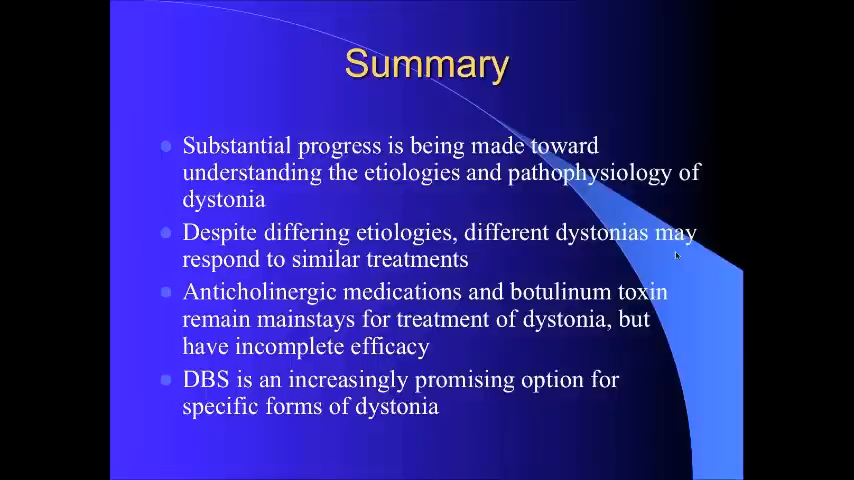 Summary
Substantial progress is being made toward
understanding the etiologies and pathophysiology of
dystonia
Despite differing etiologies, different dystonias may
respond to similar treatments
Anticholinergic medications and botulinum toxin
remain mainstays for treatment of dystonia, but
have incomplete efficacy
DBS is an increasingly promising option for
specific forms of dystonia